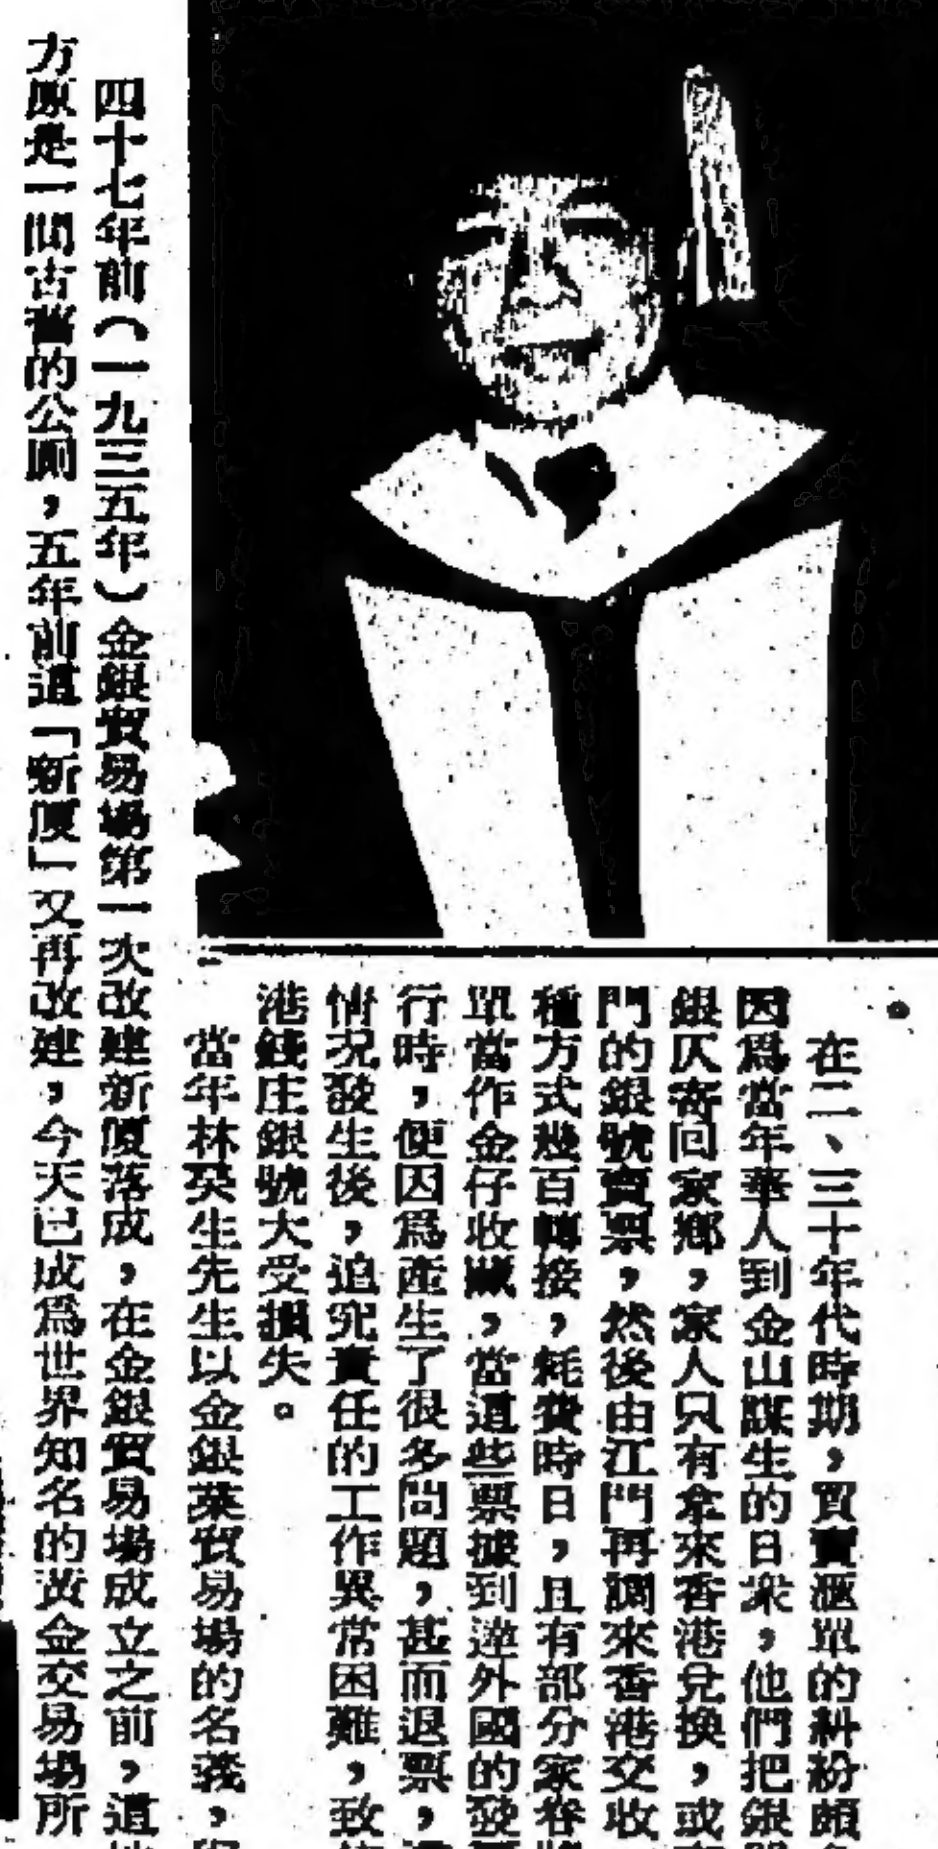 。
在二、三十年代時期，買賣滙單的糾紛頗
因爲當年華人到金山謀生的日衆，他們把銀
銀仄寄回家鄉，家人只有拿來香港兌換，或
門的銀號賣票，然後由江門再調來香港交收
種方式幾百轉接，耗費時日，且有部分家眷將
單當作金仔收藏，當這些票據到達外國的發
行時，便因爲產生了很多問題，甚而退票，
情況發生後，追究責任的工作異常困難，致
港錢庄銀號大受損失。
當年林癸生先生以金銀業貿易場的名義，
四十七年前（一九三五年）金銀貿易場第一次改建新厦落成，在金銀貿易場成立之前，這
方原是一間古舊的公厠，五年前這「新厦」又再改建，今天已成爲世界知名的黃金交易場所